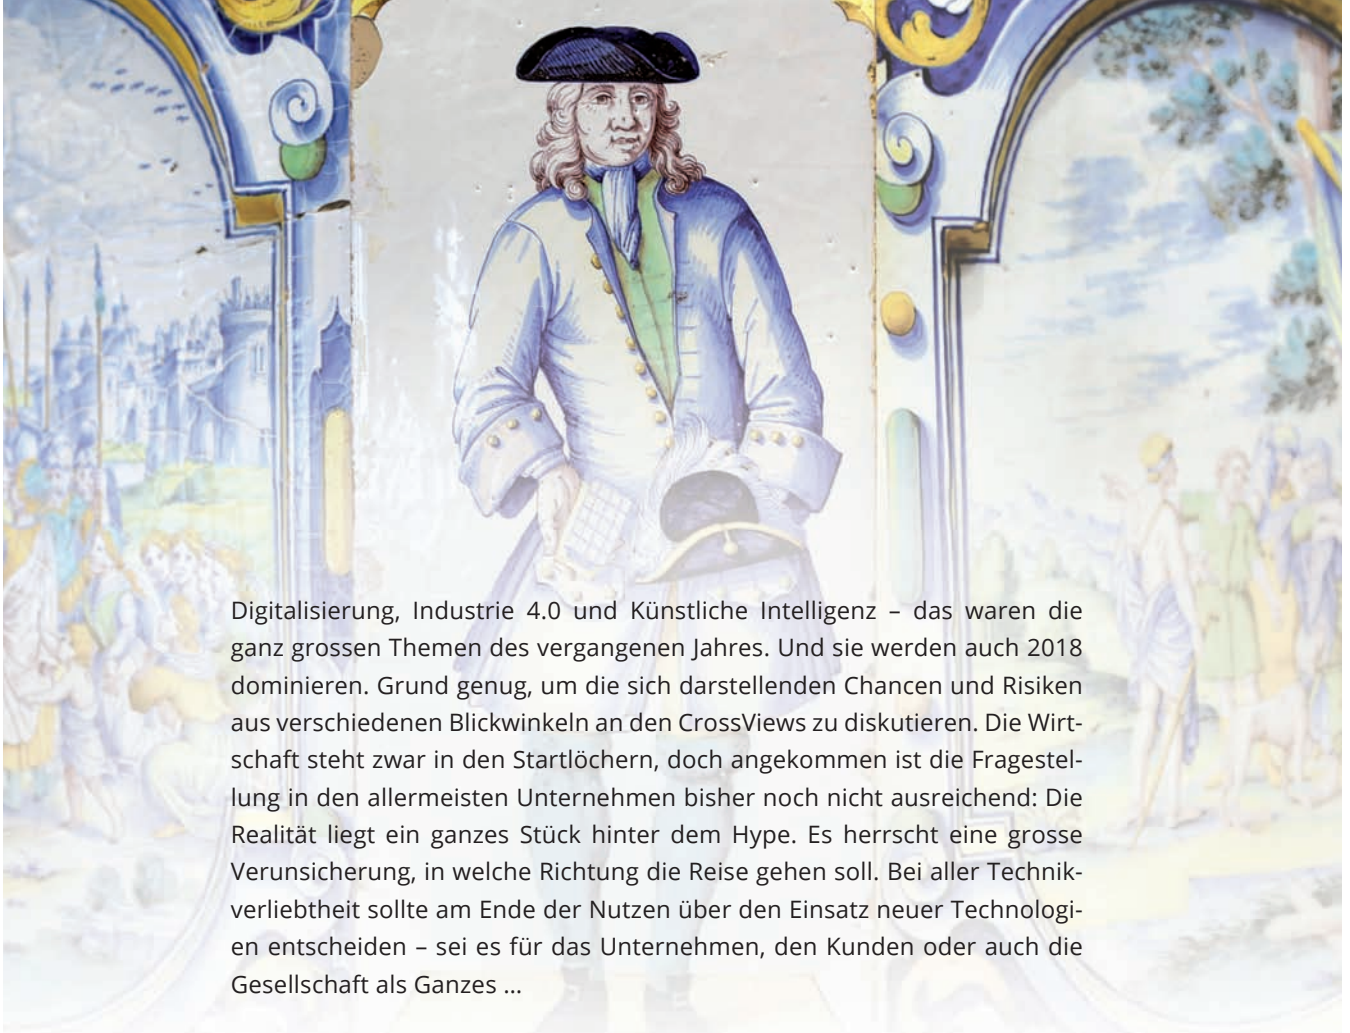 Digitalisierung, Industrie 4.0 und Künstliche Intelligenz – das waren die
ganz grossen Themen des vergangenen Jahres. Und sie werden auch 2018
dominieren. Grund genug, um die sich darstellenden Chancen und Risiken
aus verschiedenen Blickwinkeln an den CrossViews zu diskutieren. Die Wirt-
schaft steht zwar in den Startlöchern, doch angekommen ist die Fragestel-
lung in den allermeisten Unternehmen bisher noch nicht ausreichend: Die
Realität liegt ein ganzes Stück hinter dem Hype. Es herrscht eine grosse
Verunsicherung, in welche Richtung die Reise gehen soll. Bei aller Technik-
verliebtheit sollte am Ende der Nutzen über den Einsatz neuer Technologi-
en entscheiden – sei es für das Unternehmen, den Kunden oder auch die
Gesellschaft als Ganzes ...